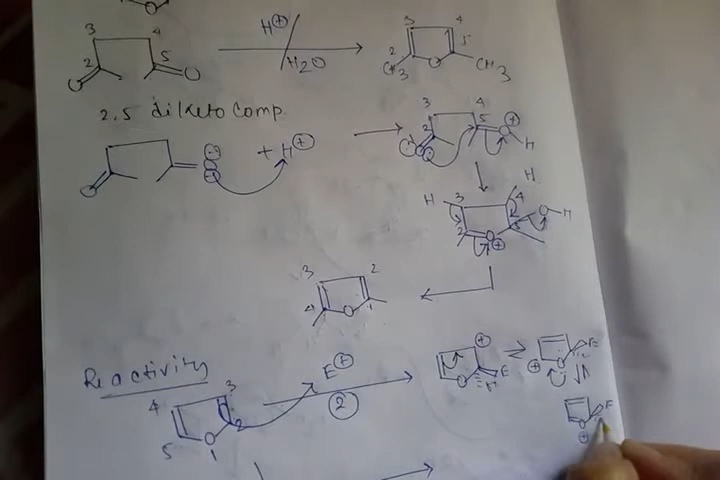 H⊕
H2O
3 4
2 5
O O
3 4
2 5
CH3 O CH3
2.5 dilketo Comp.
+ H⊕
3 4
2 5
H
H
H 3 4
2 O H
O ⊕
3 2
4 1
O
Reactivity
E⊕
2
4 3
5 2
O
1
⊕
O E
H
⊕ O E
O F
⊕